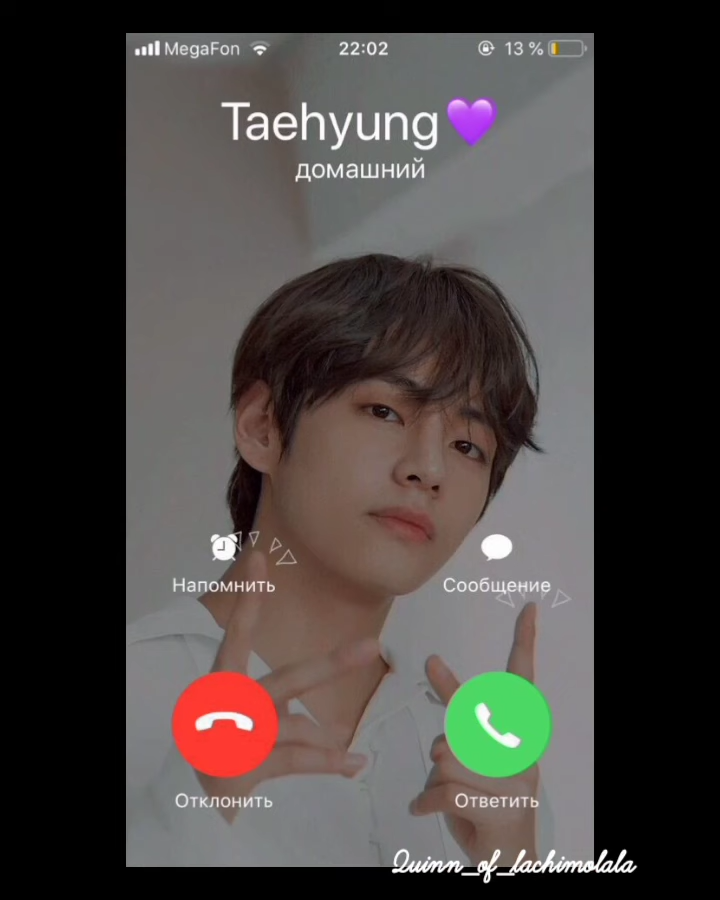 MegaFon 22:02 13 %
Taehyung💜
домашний
Напомнить Сообщение
Отклонить Ответить
Quinn_of_lachimolala